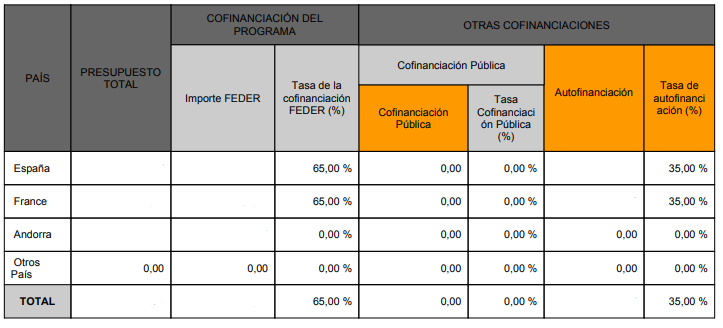 PAÍS
PRESUPUESTO
TOTAL
COFINANCIACIÓN DEL
PROGRAMA
OTRAS COFINANCIACIONES
Importe FEDER
Tasa de la
cofinanciación
FEDER (%)
Cofinanciación Pública
Cofinanciación
Pública
Tasa
Cofinanciaci
ón Pública
(%)
Autofinanciación
Tasa de
autofinanci
ación (%)
España 65,00 % 0,00 0,00 % 35,00 %
France 65,00 % 0,00 0,00 % 35,00 %
Andorra 0,00 % 0,00 0,00 % 0,00 0,00 %
Otros
País 0,00 0,00 0,00 % 0,00 0,00 % 0,00 0,00 %
TOTAL 65,00 % 0,00 0,00 % 35,00 %